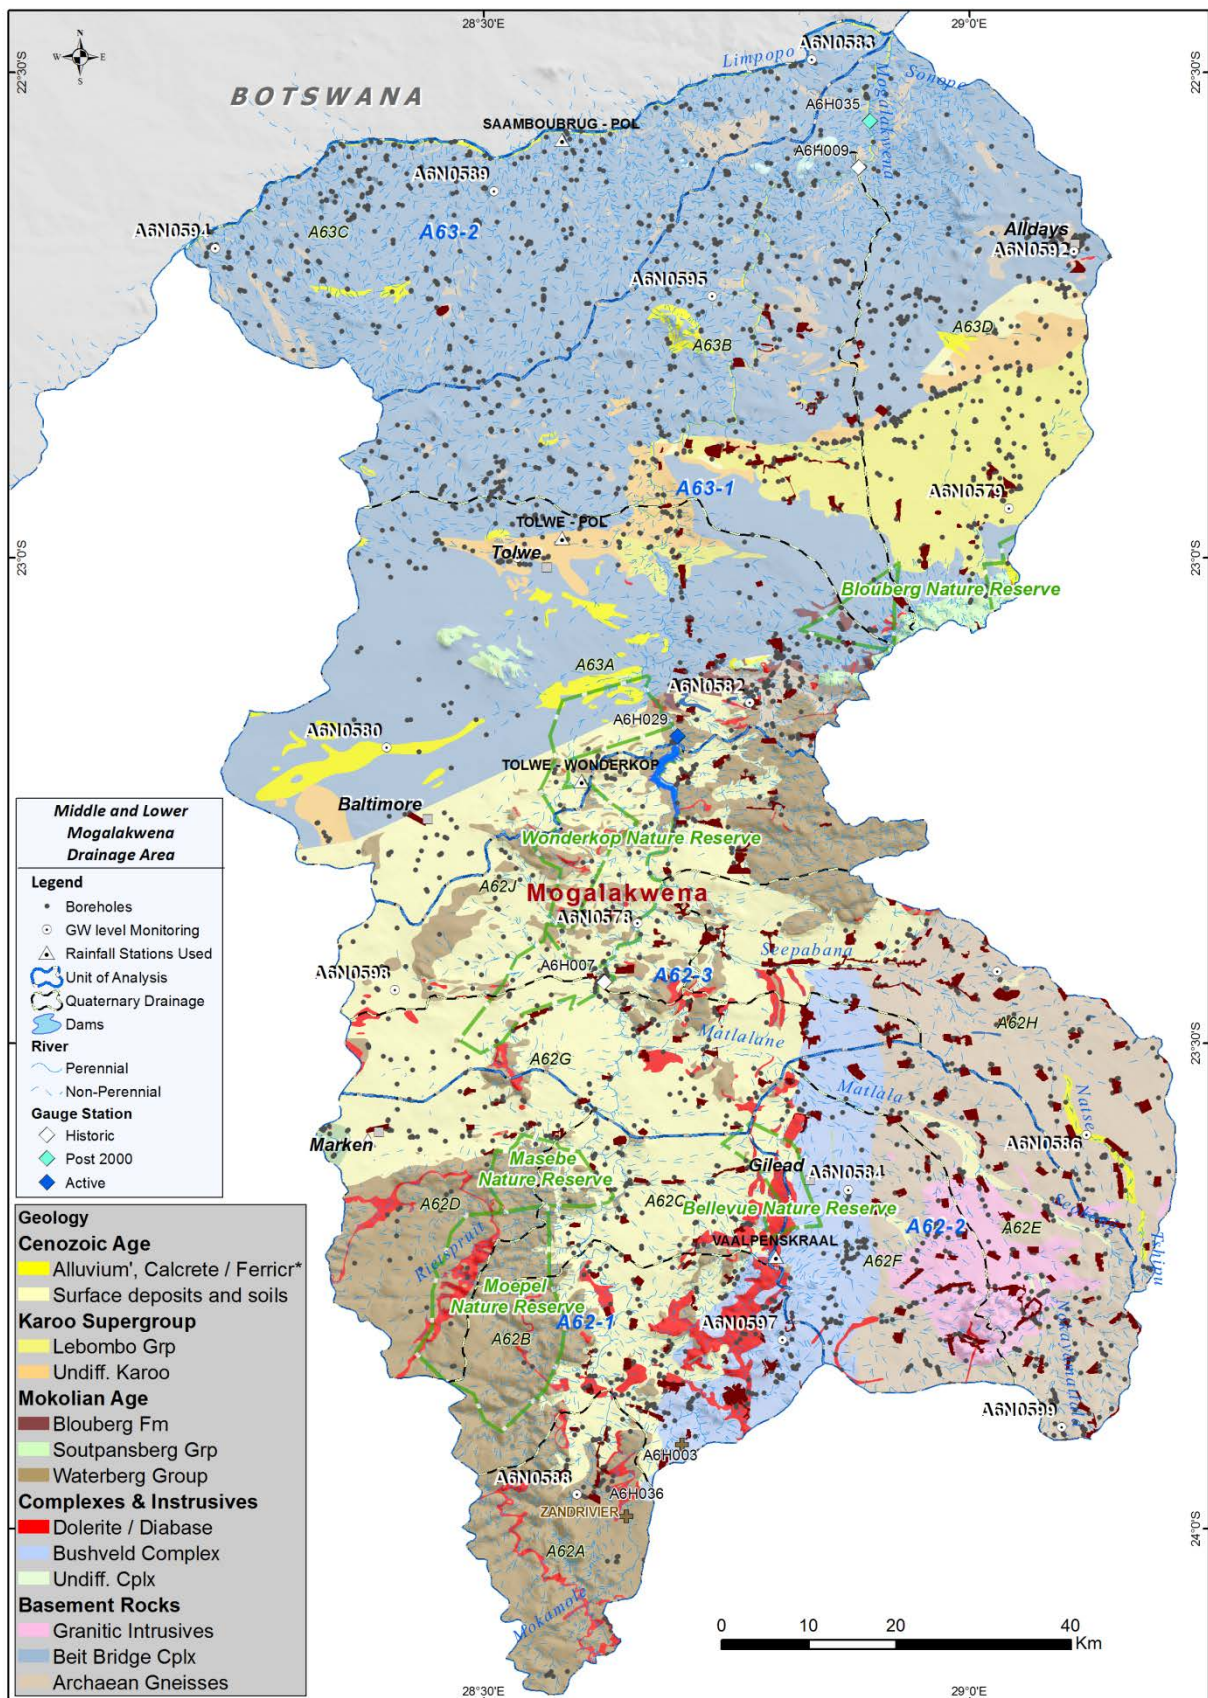 28°30'E
29°0'E
N
W
E
S
22°30'S
22°30'S
BOTSWANA
Limpopo
A6N0583
Sonope
Mogalakwena
A6H035
SAAMBOUBRUG - POL
A6H009
A6N0589
A6N0594
A63C
A63-2
Alldays
A6N0592
A6N0595
A63B
A63D
A63-1
A6N0579
TOLWE - POL
Tolwe
23°0'S
23°0'S
Blouberg Nature Reserve
A63A
A6N0582
A6H029
A6N0580
TOLWE - WONDERKOP
Baltimore
Wonderkop Nature Reserve
A62J
Mogalakwena
A6N0578
Seepabana
A6H007
A62-3
A6N0598
A62H
Matlalane
23°30'S
A62G
Matlala
Natse
Marken
A6N0586
Masebe
Nature Reserve
Gilead
A6N0584
A62D
A62C
Bellevue Nature Reserve
A62-2
A62E
Rietspruit
VAALPENSKRAAL
A62F
Tshipu
Moepel
Nature Reserve
A62-1
A62B
A6N0597
A6N0599
A6H003
A6N0588
A6H036
ZANDRIVIER
24°0'S
24°0'S
A62A
Mokamole
Middle and Lower
Mogalakwena
Drainage Area
Legend
Boreholes
GW level Monitoring
Rainfall Stations Used
Unit of Analysis
Quaternary Drainage
Dams
River
Perennial
Non-Perennial
Gauge Station
Historic
Post 2000
Active
Geology
Cenozoic Age
Alluvium', Calcrete / Ferricr*
Surface deposits and soils
Karoo Supergroup
Lebombo Grp
Undiff. Karoo
Mokolian Age
Blouberg Fm
Soutpansberg Grp
Waterberg Group
Complexes & Instrusives
Dolerite / Diabase
Bushveld Complex
Undiff. Cplx
Basement Rocks
Granitic Intrusives
Beit Bridge Cplx
Archaean Gneisses
0 10 20 40
Km
28°30'E
29°0'E